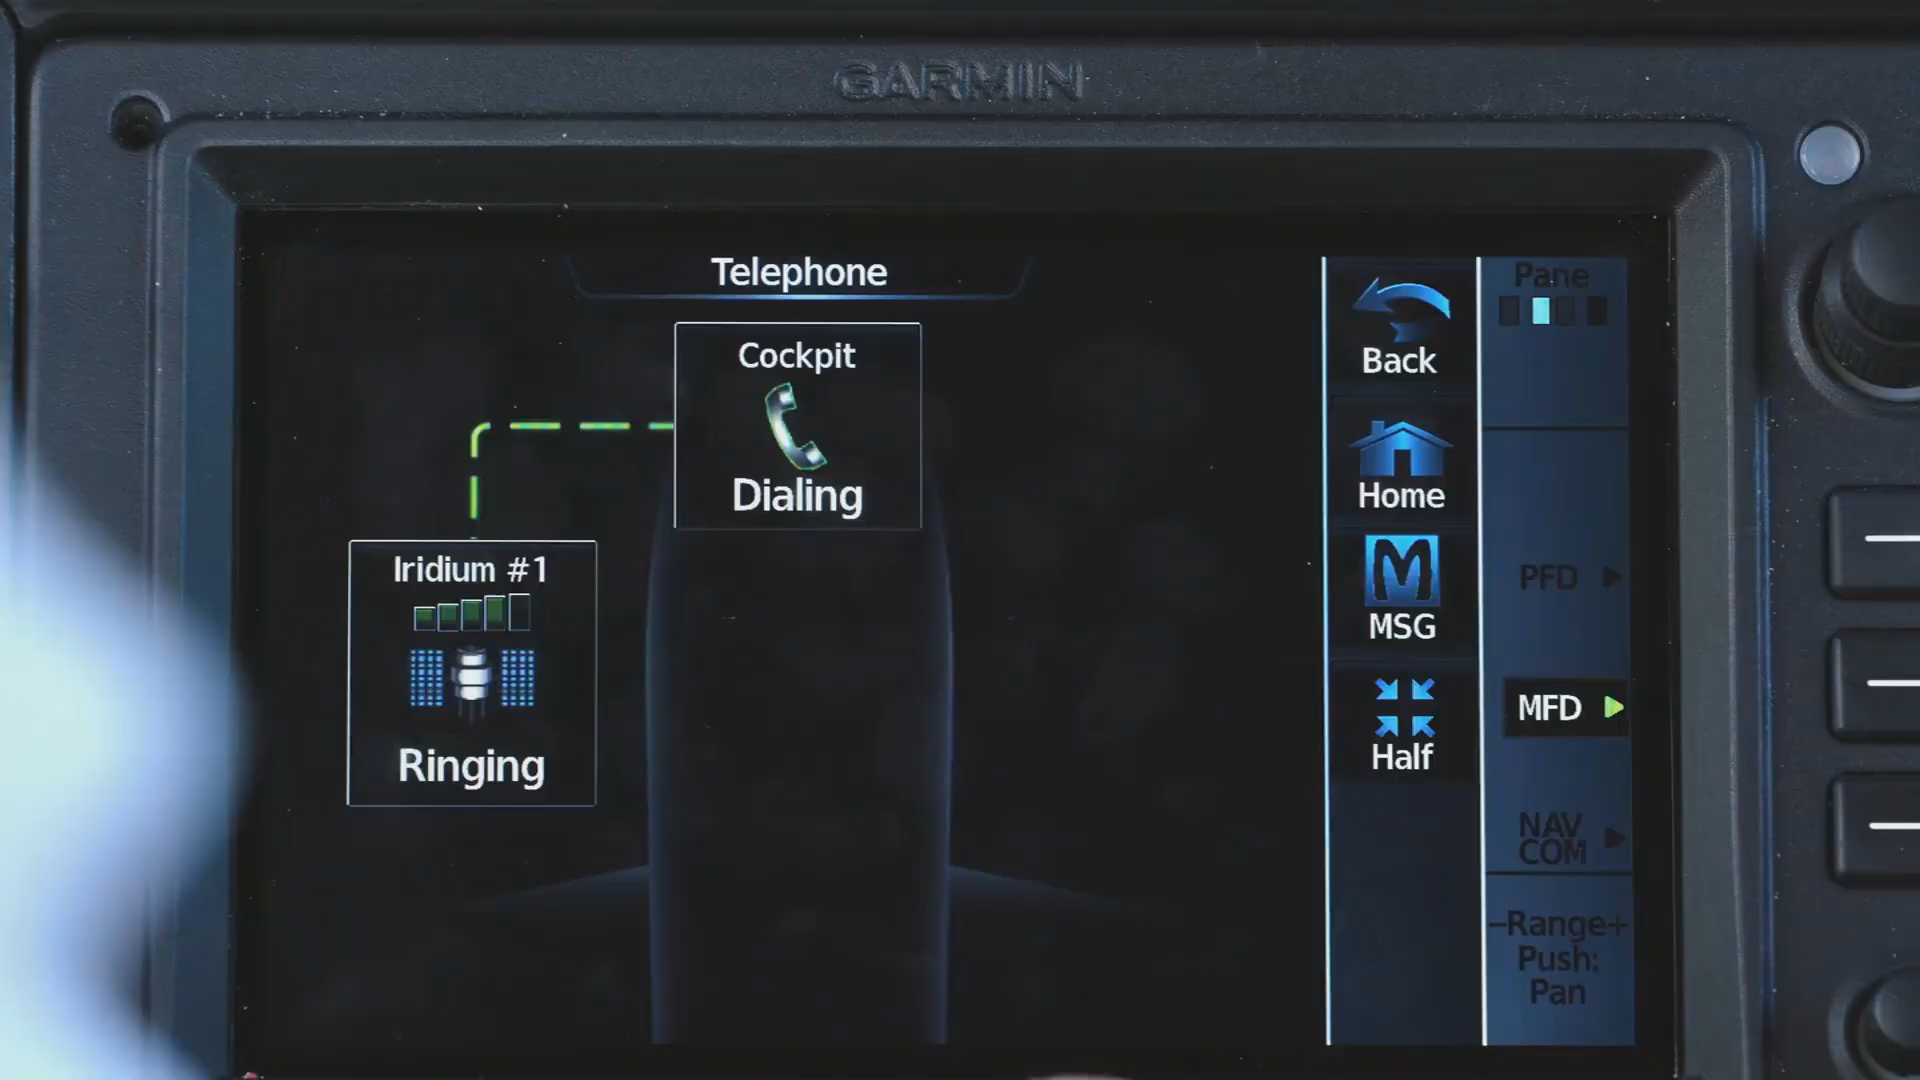 GARMIN
Telephone
Cockpit
Dialing
Iridium #1
Ringing
Back
Home
MSG
Half
Pane
PFD
MFD
NAV
COM
-Range+
Push:
Pan